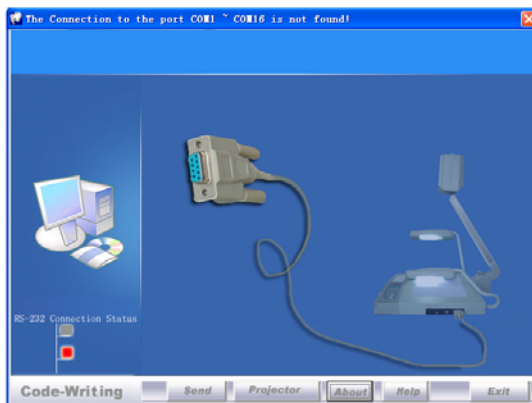 The Connection to the port COM1 ~ COM16 is not found!
RS-232 Connection Status
Code-Writing Send Projector About Help Exit